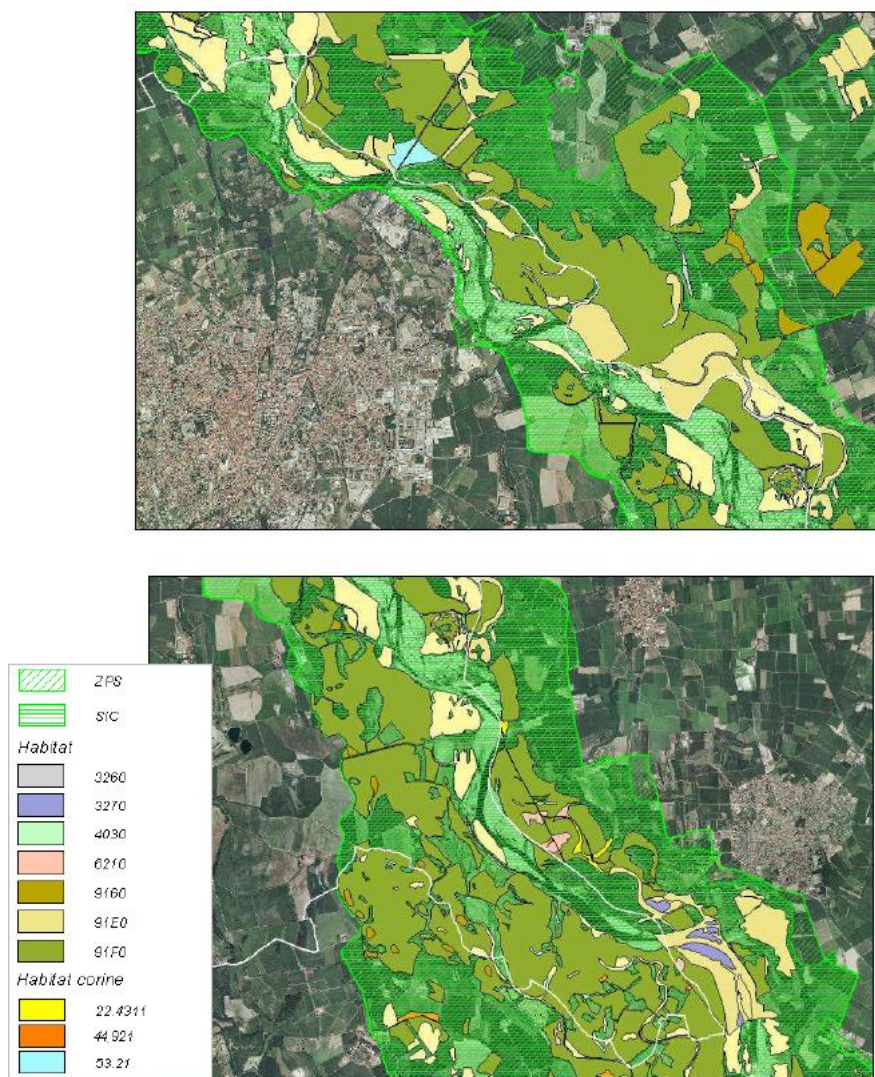 ZPS
SIC
Habitat
3260
3270
4030
6210
9160
91E0
91F0
Habitat corine
22.4311
44.921
53.21